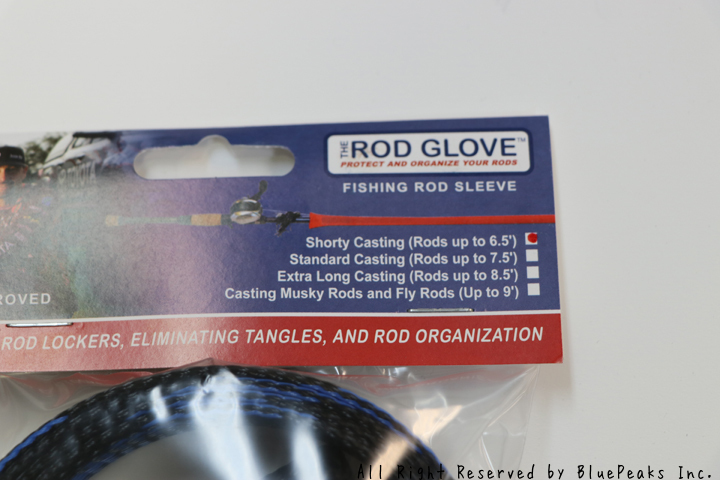 THE ROD GLOVE™
PROTECT AND ORGANIZE YOUR RODS
FISHING ROD SLEEVE
Shorty Casting (Rods up to 6.5')
Standard Casting (Rods up to 7.5')
Extra Long Casting (Rods up to 8.5')
Casting Musky Rods and Fly Rods (Up to 9')
ROVED
ROD LOCKERS, ELIMINATING TANGLES, AND ROD ORGANIZATION
All Right Reserved by BluePeaks Inc.